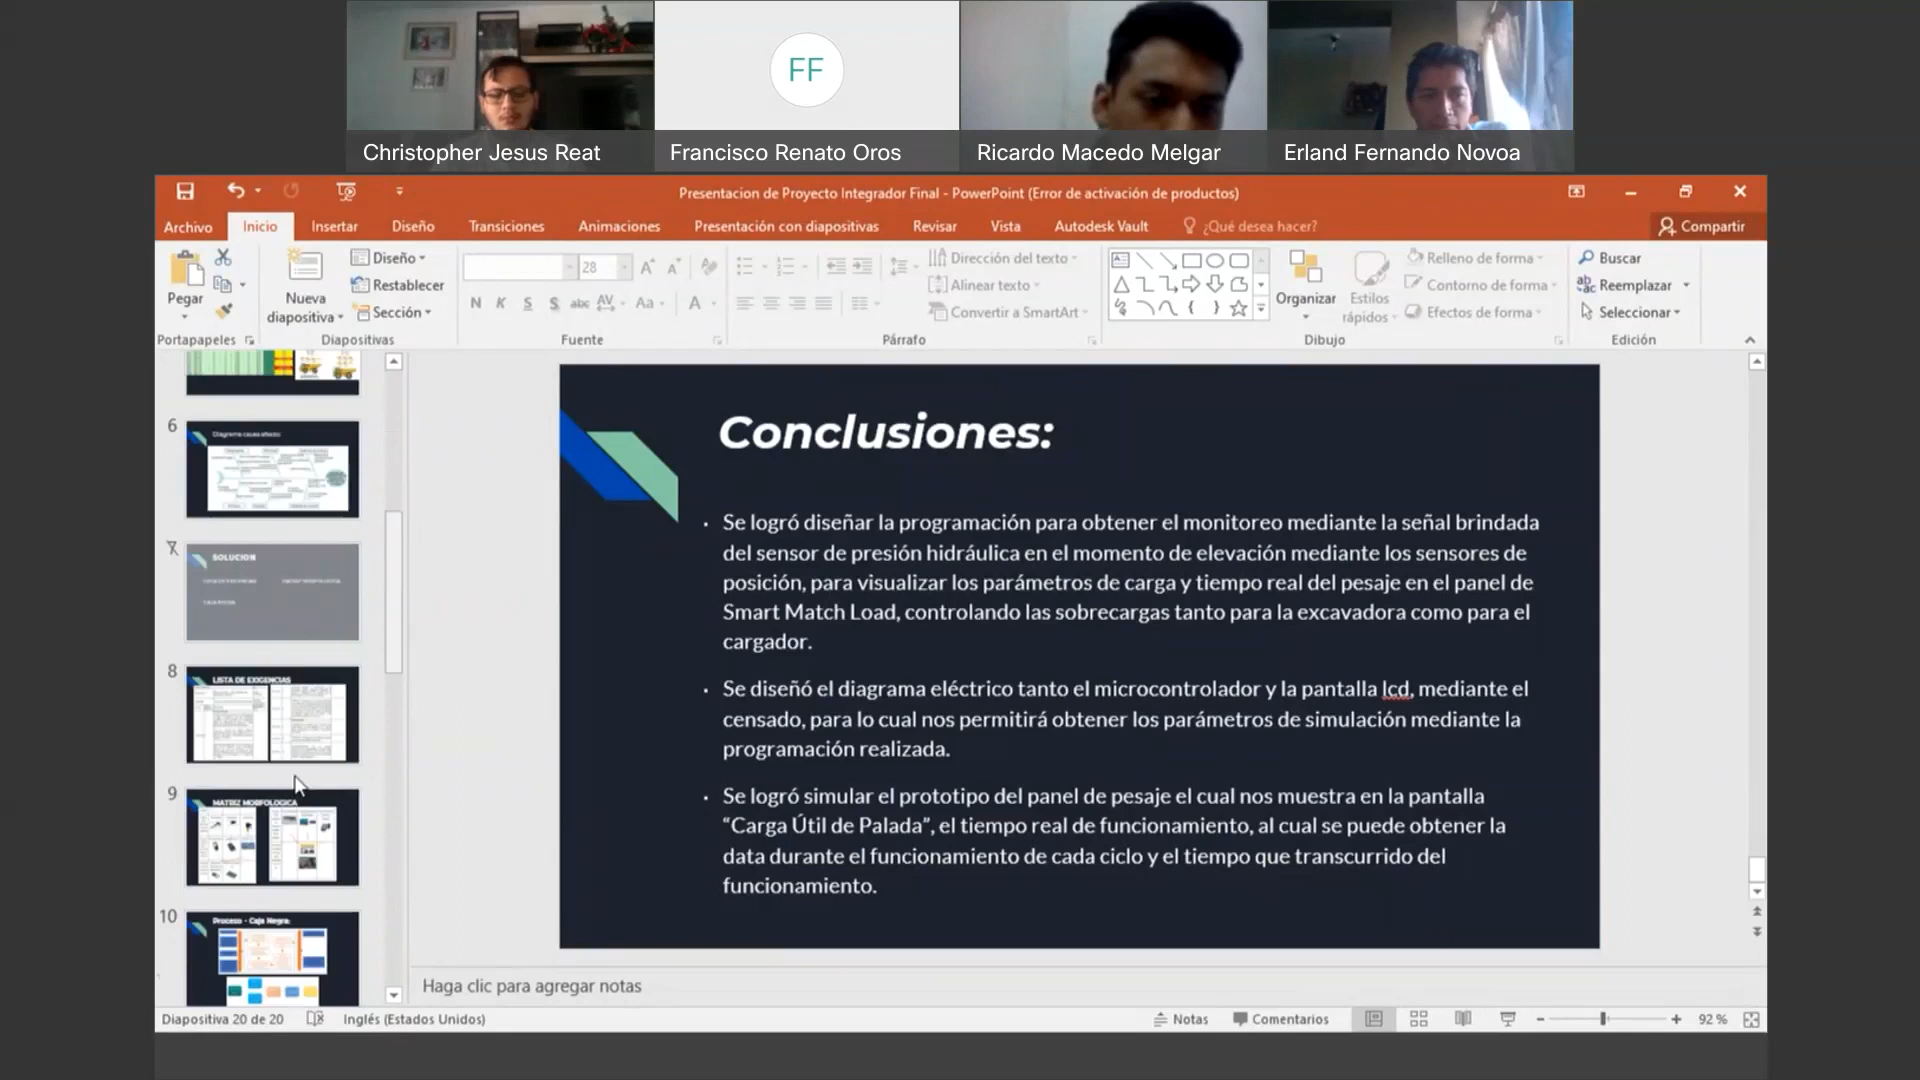 FF
Christopher Jesus Reat
Francisco Renato Oros
Ricardo Macedo Melgar
Erland Fernando Novoa
Presentacion de Proyecto Integrador Final - PowerPoint (Error de activación de productos)
Archivo Inicio Insertar Diseño Transiciones Animaciones Presentación con diapositivas Revisar Vista Autodesk Vault ¿Qué desea hacer? Compartir
Pegar
Portapapeles
Nueva
diapositiva
Diseño
Restablecer
Sección
Diapositivas
28
N K S S abc AV Aa A
Fuente
Dirección del texto
Alinear texto
Convertir a SmartArt
Párrafo
Organizar
Estilos
rápidos
Relleno de forma
Contorno de forma
Efectos de forma
Dibujo
Buscar
Reemplazar
Seleccionar
Edición
6
Diagrama causa efecto:
7
SOLUCION
8
LISTA DE EXIGENCIAS
9
MATRIZ MORFOLOGICA
10
Proceso - Caja Negra:
Conclusiones:
· Se logró diseñar la programación para obtener el monitoreo mediante la señal brindada
del sensor de presión hidráulica en el momento de elevación mediante los sensores de
posición, para visualizar los parámetros de carga y tiempo real del pesaje en el panel de
Smart Match Load, controlando las sobrecargas tanto para la excavadora como para el
cargador.
· Se diseñó el diagrama eléctrico tanto el microcontrolador y la pantalla lcd, mediante el
censado, para lo cual nos permitirá obtener los parámetros de simulación mediante la
programación realizada.
· Se logró simular el prototipo del panel de pesaje el cual nos muestra en la pantalla
“Carga Útil de Palada”, el tiempo real de funcionamiento, al cual se puede obtener la
data durante el funcionamiento de cada ciclo y el tiempo que transcurrido del
funcionamiento.
Haga clic para agregar notas
Diapositiva 20 de 20 Inglés (Estados Unidos) Notas Comentarios 92 %